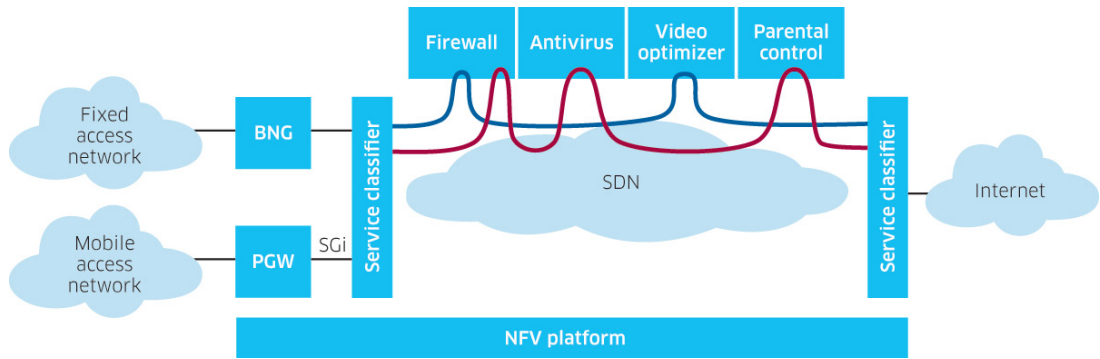 Firewall
Antivirus
Video
optimizer
Parental
control
Fixed
access
network
BNG
Service classifier
SDN
Service classifier
Internet
Mobile
access
network
PGW
SGi
NFV platform